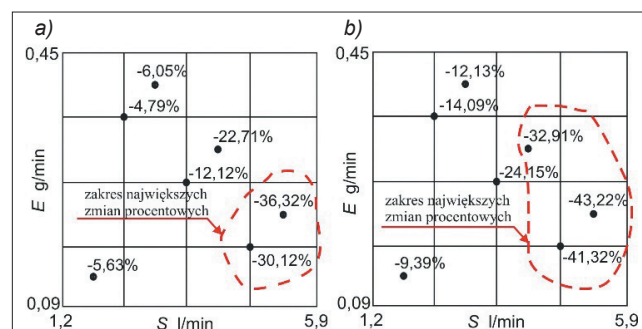 a)
0,45
-6,05%
-4,79%
-22,71%
-12,12%
zakres największych
zmian procentowych
-36,32%
-30,12%
-5,63%
E g/min
0,09
1,2
S l/min
5,9
b)
0,45
-12,13%
-14,09%
-32,91%
-24,15%
zakres największych
zmian procentowych
-43,22%
-41,32%
-9,39%
E g/min
0,09
1,2
S l/min
5,9